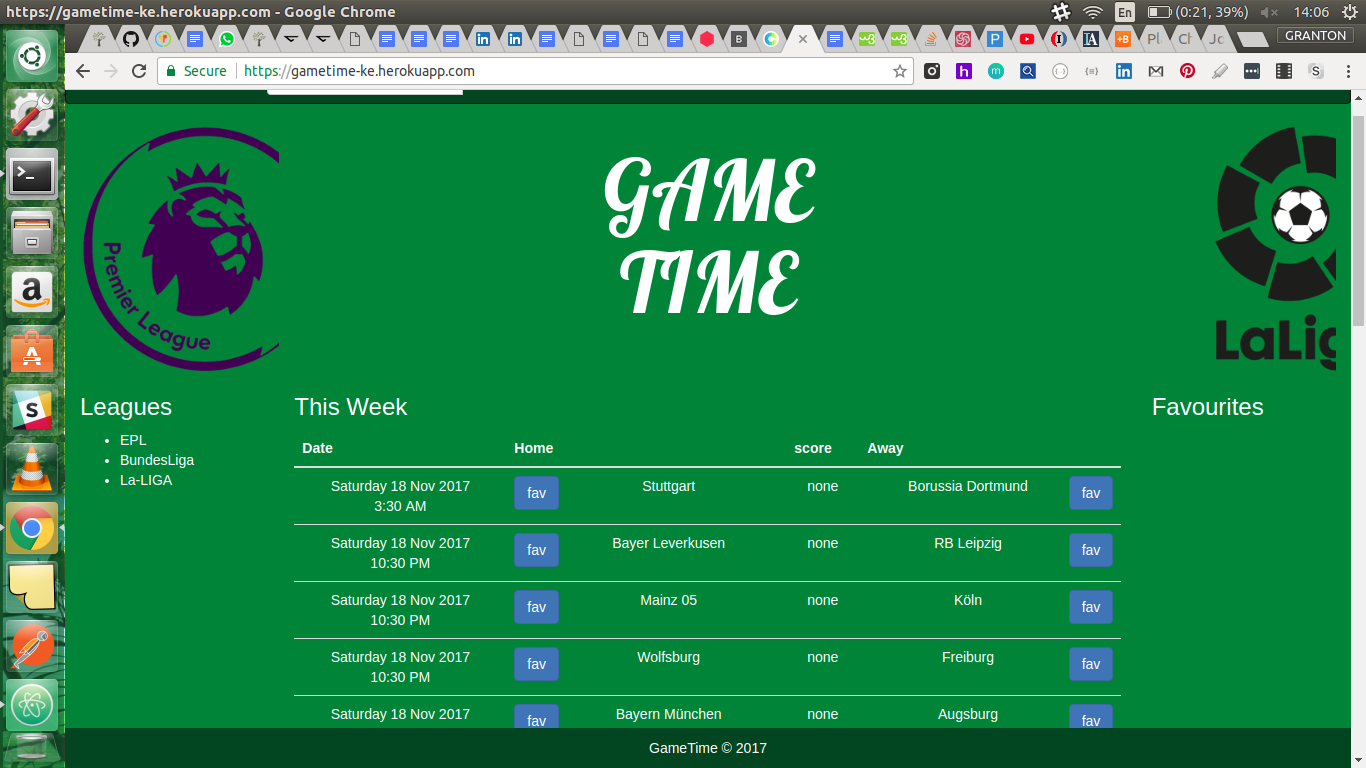 https://gametime-ke.herokuapp.com - Google Chrome
En (0:21, 39%) 14:06
GRANTON
Secure https://gametime-ke.herokuapp.com
Premier League
GAME
TIME
LaLig
Leagues
EPL
BundesLiga
La-LIGA
This Week
Favourites
Date Home score Away
Saturday 18 Nov 2017
3:30 AM
fav Stuttgart none Borussia Dortmund fav
Saturday 18 Nov 2017
10:30 PM
fav Bayer Leverkusen none RB Leipzig fav
Saturday 18 Nov 2017
10:30 PM
fav Mainz 05 none Köln fav
Saturday 18 Nov 2017
10:30 PM
fav Wolfsburg none Freiburg fav
Saturday 18 Nov 2017
fav Bayern München none Augsburg fav
GameTime © 2017